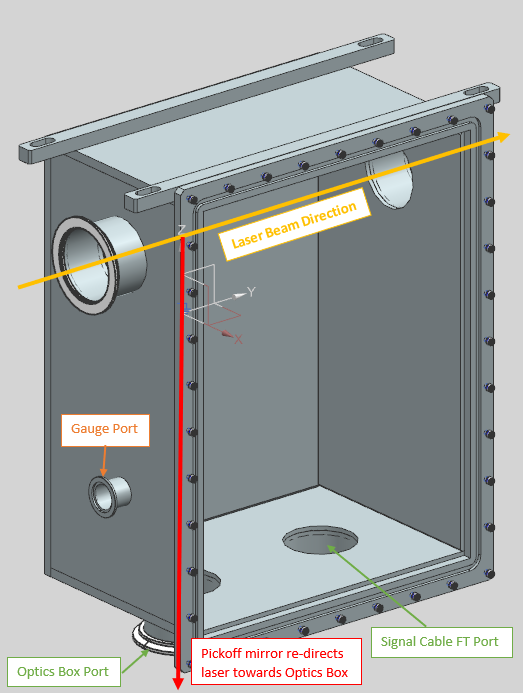 Laser Beam Direction
Z
Y
X
Gauge Port
Signal Cable FT Port
Pickoff mirror re-directs
laser towards Optics Box
Optics Box Port